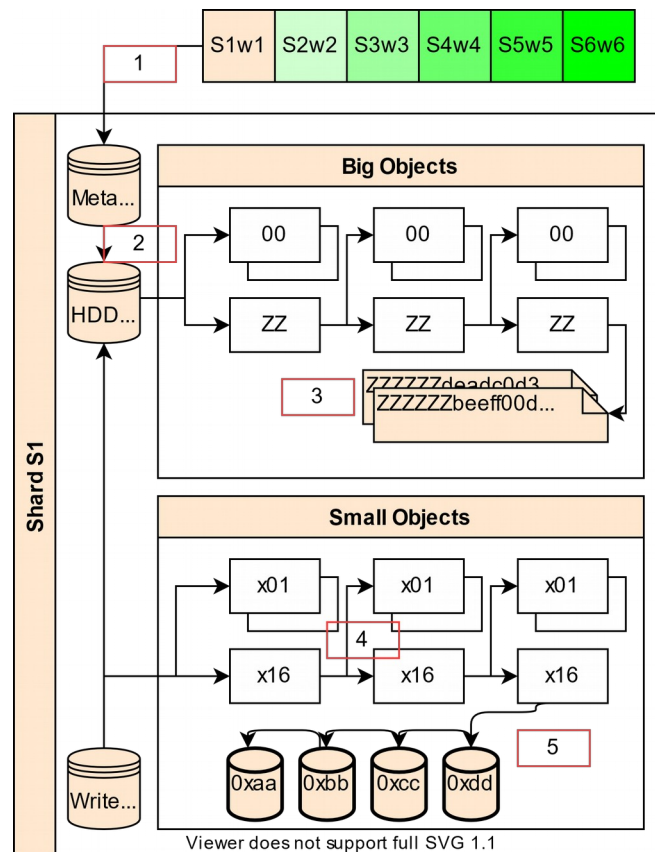 S1w1 S2w2 S3w3 S4w4 S5w5 S6w6
1
Shard S1
Meta...
2
HDD...
Big Objects
00 00 00
ZZ ZZ ZZ
3
ZZZZZZdeadc0d3...
ZZZZZZbeeff00d...
Small Objects
x01 x01 x01
4
x16 x16 x16
5
0xaa 0xbb 0xcc 0xdd
Write...
Viewer does not support full SVG 1.1